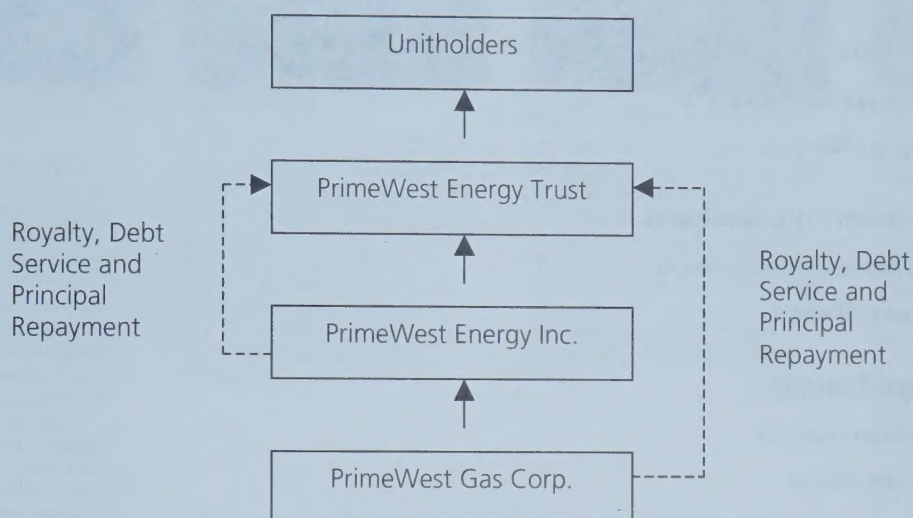 Unitholders
PrimeWest Energy Trust
Royalty, Debt
Service and
Principal
Repayment
Royalty, Debt
Service and
Principal
Repayment
PrimeWest Energy Inc.
PrimeWest Gas Corp.